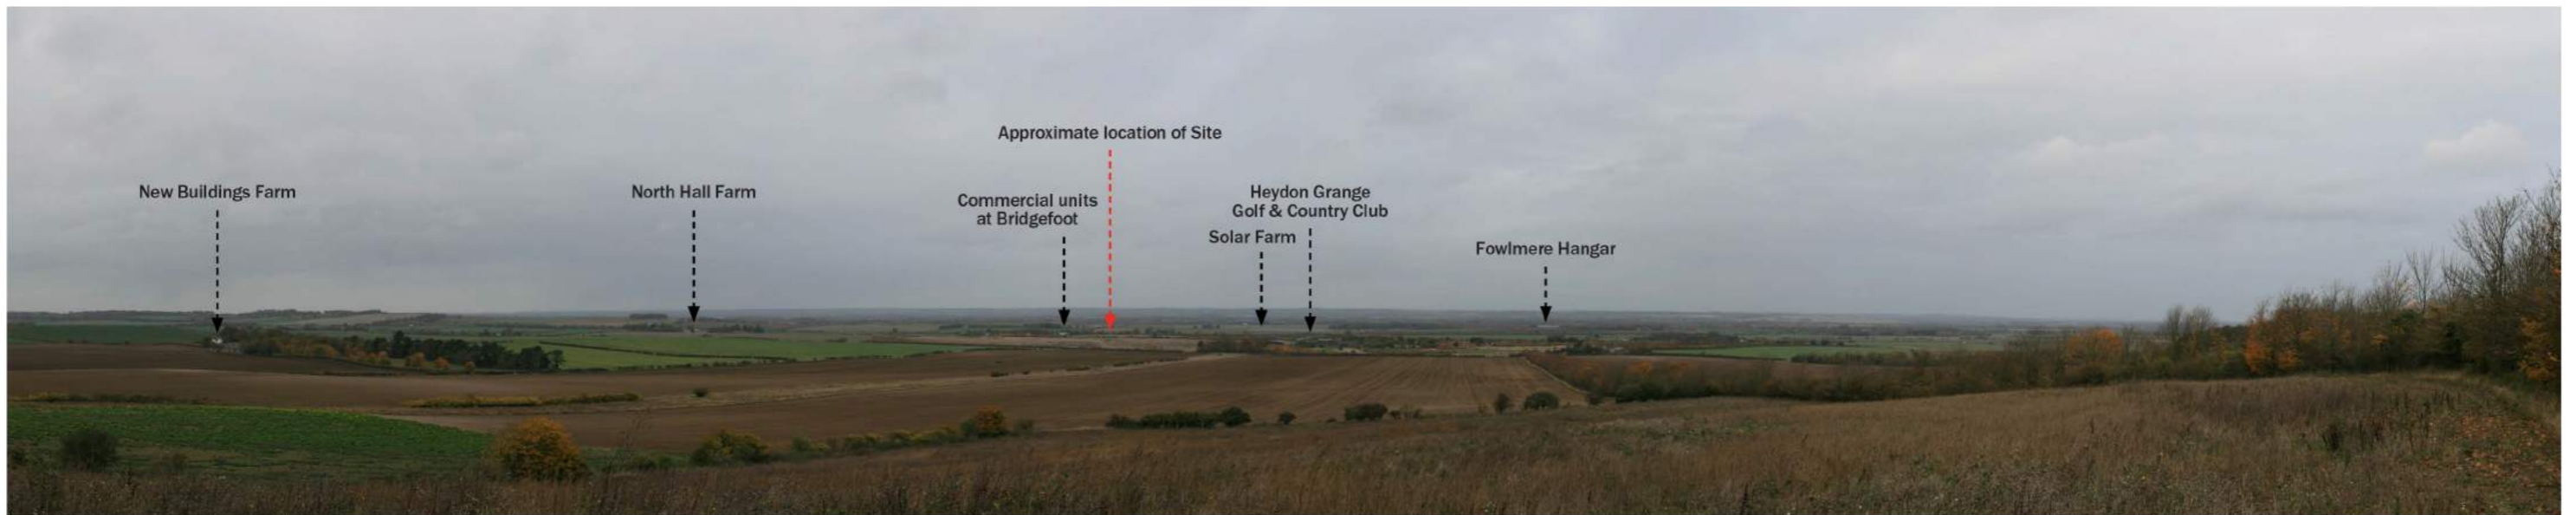 Approximate location of Site
New Buildings Farm
North Hall Farm
Commercial units
at Bridgefoot
Heydon Grange
Golf & Country Club
Solar Farm
Fowlmere Hangar